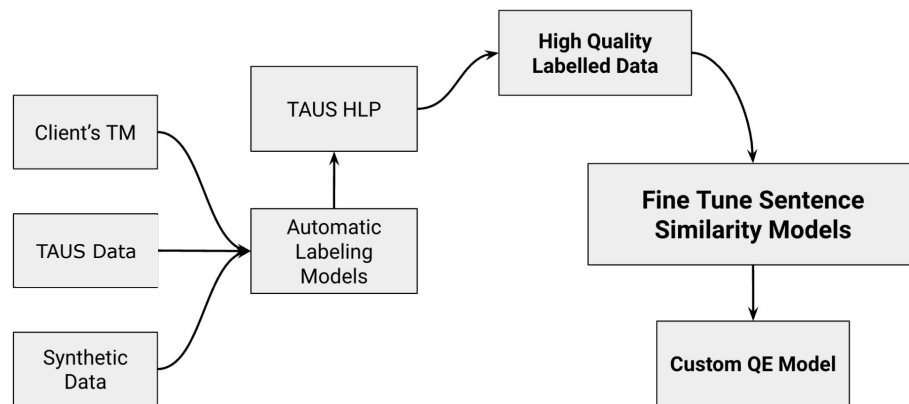 High Quality
Labelled Data
TAUS HLP
Client's TM
Fine Tune Sentence
Similarity Models
TAUS Data
Automatic
Labeling
Models
Synthetic
Data
Custom QE Model